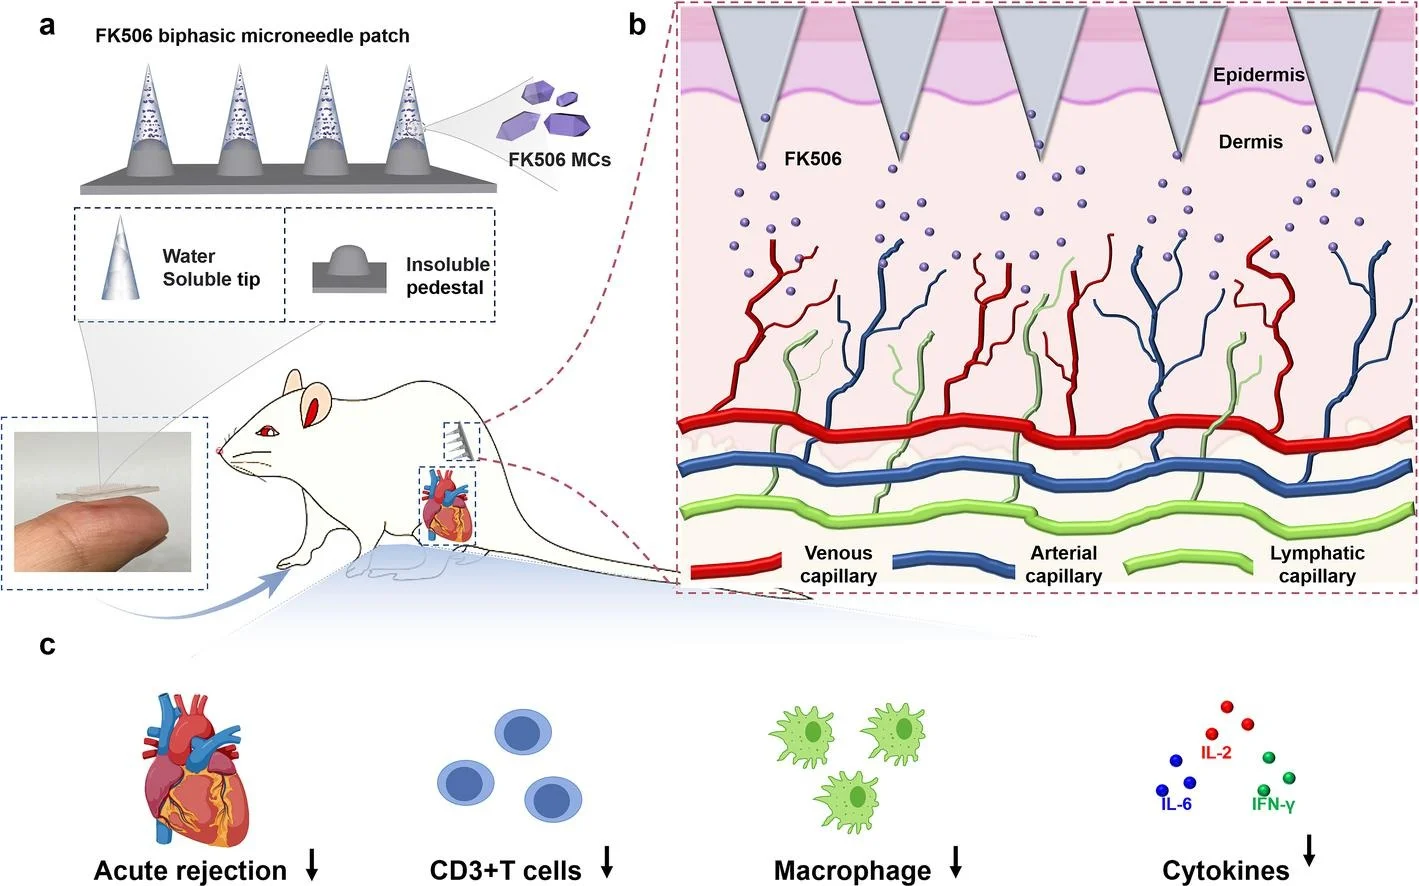 a
FK506 biphasic microneedle patch
FK506 MCs
Water
Soluble tip
Insoluble
pedestal
b
Epidermis
Dermis
FK506
Venous
capillary
Arterial
capillary
Lymphatic
capillary
c
IL-2
IL-6
IFN-γ
Acute rejection ↓
CD3+T cells ↓
Macrophage ↓
Cytokines ↓